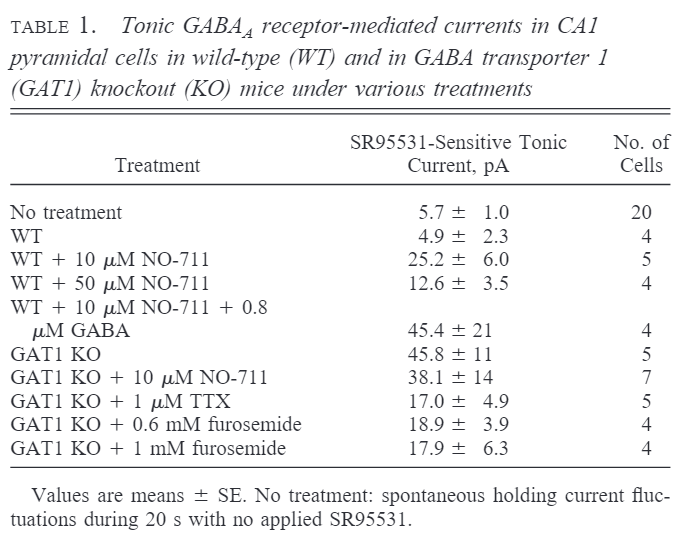 TABLE 1. Tonic GABAA receptor-mediated currents in CA1
pyramidal cells in wild-type (WT) and in GABA transporter 1
(GAT1) knockout (KO) mice under various treatments
SR95531-Sensitive Tonic No. of
Treatment Current, pA Cells
No treatment 5.7 ± 1.0 20
WT 4.9 ± 2.3 4
WT + 10 μM NO-711 25.2 ± 6.0 5
WT + 50 μM NO-711 12.6 ± 3.5 4
WT + 10 μM NO-711 + 0.8
μM GABA 45.4 ± 21 4
GAT1 KO 45.8 ± 11 5
GAT1 KO + 10 μM NO-711 38.1 ± 14 7
GAT1 KO + 1 μM TTX 17.0 ± 4.9 5
GAT1 KO + 0.6 mM furosemide 18.9 ± 3.9 4
GAT1 KO + 1 mM furosemide 17.9 ± 6.3 4
Values are means ± SE. No treatment: spontaneous holding current fluc-
tuations during 20 s with no applied SR95531.